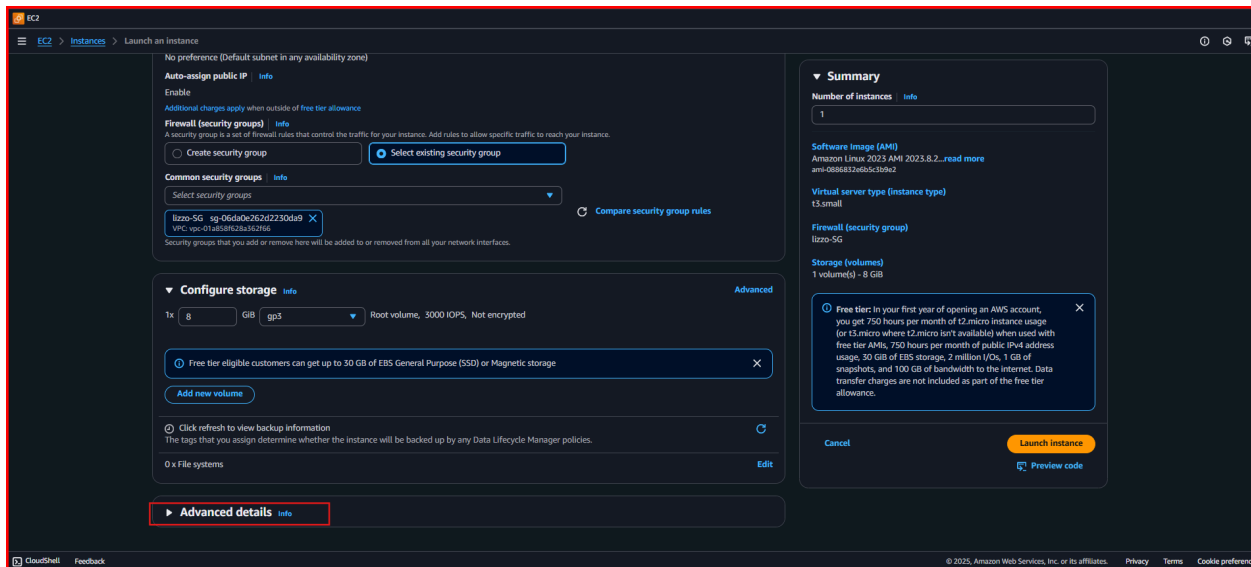 EC2
EC2 > Instances > Launch an instance
No preference (Default subnet in any availability zone)
Auto-assign public IP | Info
Enable
Additional charges apply when outside of free tier allowance
Firewall (security groups) | Info
A security group is a set of firewall rules that control the traffic for your instance. Add rules to allow specific traffic to reach your instance.
Create security group
Select existing security group
Common security groups | Info
Select security groups
lizzo-SG sg-06da0e262d2230da9
VPC: vpc-01a858f628a362f66
Compare security group rules
Security groups that you add or remove here will be added to or removed from all your network interfaces.
Configure storage Info
Advanced
1x 8 GiB gp3 Root volume, 3000 IOPS, Not encrypted
Free tier eligible customers can get up to 30 GB of EBS General Purpose (SSD) or Magnetic storage
Add new volume
Click refresh to view backup information
The tags that you assign determine whether the instance will be backed up by any Data Lifecycle Manager policies.
0 x File systems
Edit
Advanced details Info
Summary
Number of instances | Info
1
Software Image (AMI)
Amazon Linux 2023 AMI 2023.8.2...read more
ami-0886832e6b5c3b9e2
Virtual server type (instance type)
t3.small
Firewall (security group)
lizzo-SG
Storage (volumes)
1 volume(s) - 8 GiB
Free tier: In your first year of opening an AWS account,
you get 750 hours per month of t2.micro instance usage
(or t3.micro where t2.micro isn't available) when used with
free tier AMIs, 750 hours per month of public IPv4 address
usage, 30 GiB of EBS storage, 2 million I/Os, 1 GB of
snapshots, and 100 GB of bandwidth to the internet. Data
transfer charges are not included as part of the free tier
allowance.
Cancel
Launch instance
Preview code
CloudShell Feedback
© 2025, Amazon Web Services, Inc. or its affiliates. Privacy Terms Cookie preferenc